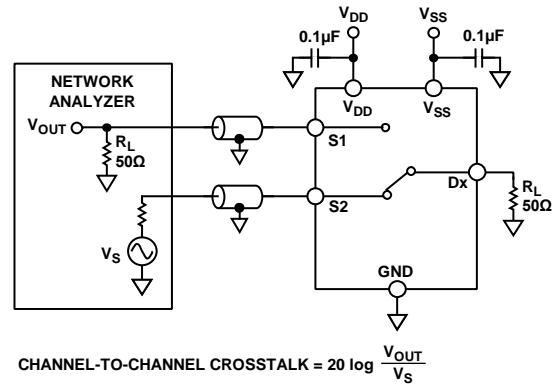 V_DD
V_SS
0.1µF
0.1µF
NETWORK
ANALYZER
V_DD
V_SS
V_OUT
S1
R_L
50Ω
S2
Dx
R_L
50Ω
V_S
GND
CHANNEL-TO-CHANNEL CROSSTALK = 20 log V_OUT / V_S